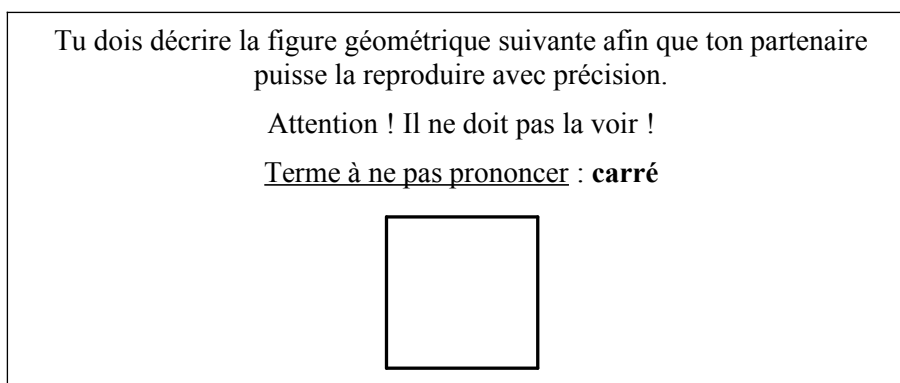 Tu dois décrire la figure géométrique suivante afin que ton partenaire
puisse la reproduire avec précision.
Attention ! Il ne doit pas la voir !
Terme à ne pas prononcer : carré